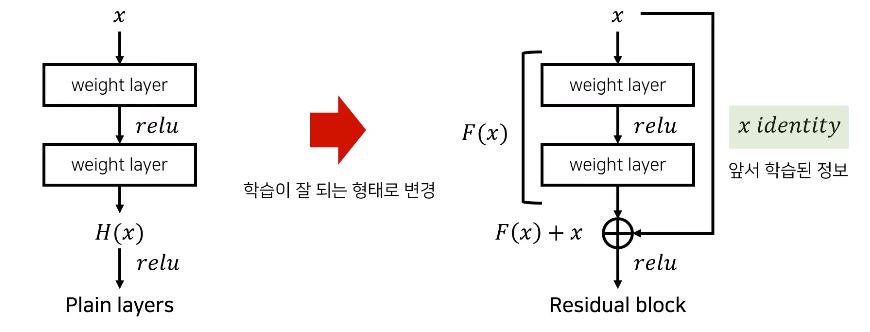 x
weight layer
relu
weight layer
H(x)
relu
Plain layers
학습이 잘 되는 형태로 변경
x
weight layer
F(x)
relu
weight layer
F(x) + x
relu
Residual block
x identity
앞서 학습된 정보